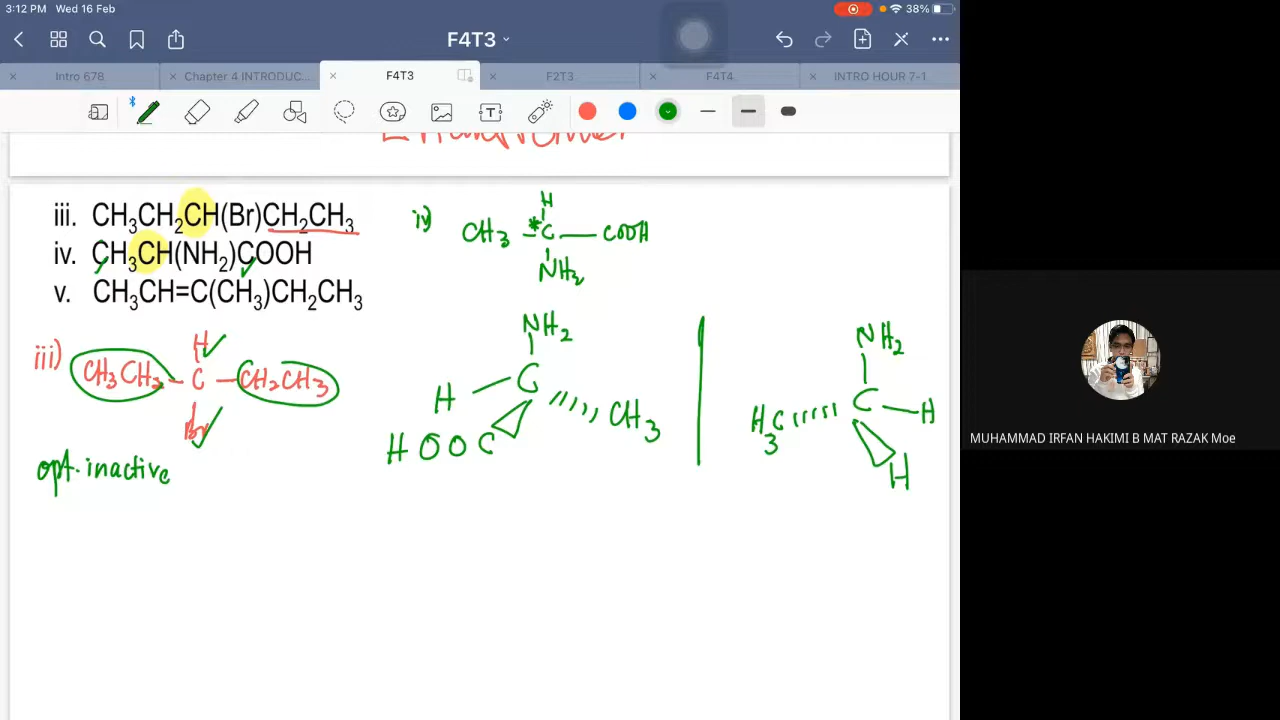 3:12 PM Wed 16 Feb
38%
F4T3
Intro 678
Chapter 4 INTRODUC...
F4T3
F2T3
F4T4
INTRO HOUR 7-1
iii. CH₃CH₂CH(Br)CH₂CH₃
iv. CH₃CH(NH₂)COOH
v. CH₃CH=C(CH₃)CH₂CH₃
iv)
H
CH₃ - *C — COOH
NH₂
iii)
H
CH₃CH₂ - C - CH₂CH₃
Br
opt. inactive
NH₂
C
H
CH₃
HOOC
NH₂
H₃C
C
H
H
MUHAMMAD IRFAN HAKIMI B MAT RAZAK Moe